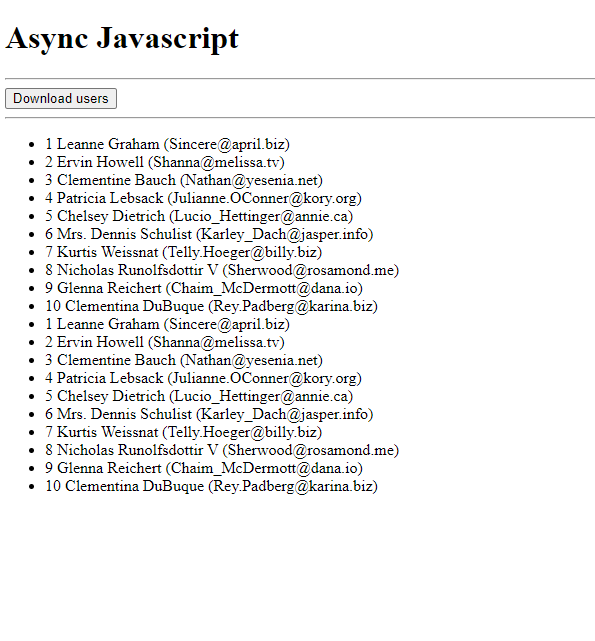 Async Javascript
Download users
1 Leanne Graham (Sincere@april.biz)
2 Ervin Howell (Shanna@melissa.tv)
3 Clementine Bauch (Nathan@yesenia.net)
4 Patricia Lebsack (Julianne.OConner@kory.org)
5 Chelsey Dietrich (Lucio_Hettinger@annie.ca)
6 Mrs. Dennis Schulist (Karley_Dach@jasper.info)
7 Kurtis Weissnat (Telly.Hoeger@billy.biz)
8 Nicholas Runolfsdottir V (Sherwood@rosamond.me)
9 Glenna Reichert (Chaim_McDermott@dana.io)
10 Clementina DuBuque (Rey.Padberg@karina.biz)
1 Leanne Graham (Sincere@april.biz)
2 Ervin Howell (Shanna@melissa.tv)
3 Clementine Bauch (Nathan@yesenia.net)
4 Patricia Lebsack (Julianne.OConner@kory.org)
5 Chelsey Dietrich (Lucio_Hettinger@annie.ca)
6 Mrs. Dennis Schulist (Karley_Dach@jasper.info)
7 Kurtis Weissnat (Telly.Hoeger@billy.biz)
8 Nicholas Runolfsdottir V (Sherwood@rosamond.me)
9 Glenna Reichert (Chaim_McDermott@dana.io)
10 Clementina DuBuque (Rey.Padberg@karina.biz)